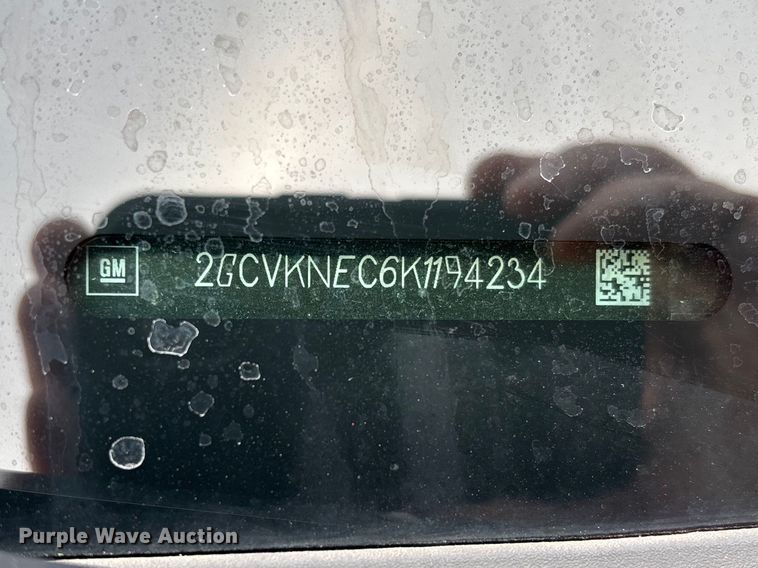 GM 2GCVKNEC6K1194234
Purple Wave Auction